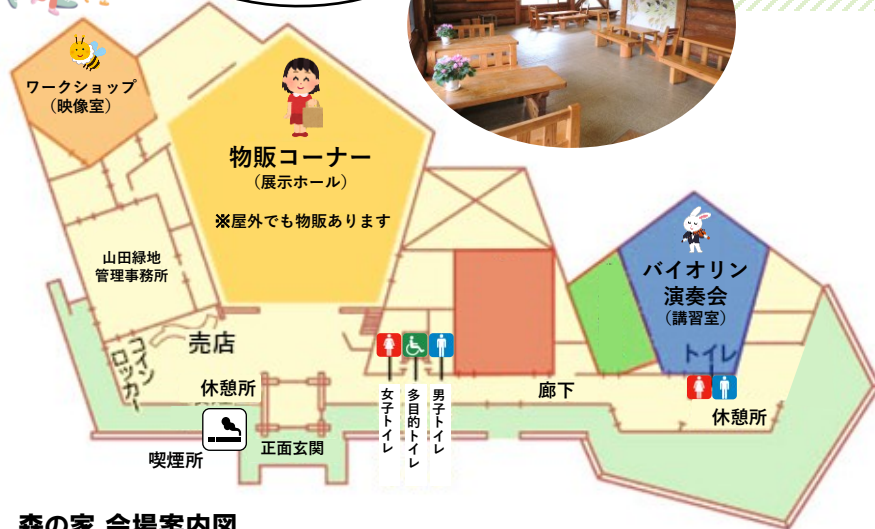 ワークショップ
（映像室）
物販コーナー
（展示ホール）
※屋外でも物販あります
バイオリン
演奏会
（講習室）
山田緑地
管理事務所
コイン
ロッカー
売店
休憩所
喫煙所
正面玄関
女子トイレ
多目的トイレ
男子トイレ
廊下
トイレ
休憩所
森の家 会場案内図